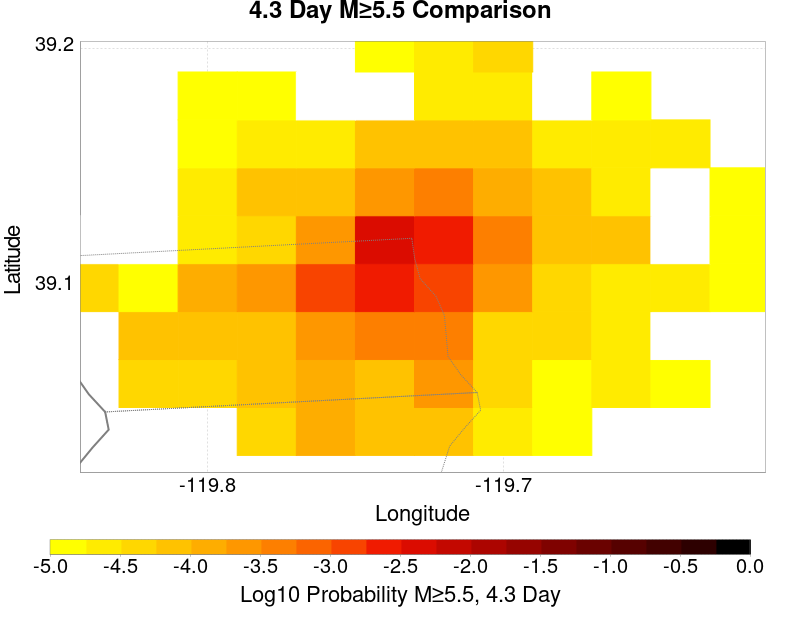 4.3 Day M≥5.5 Comparison
39.2
39.1
Latitude
-119.8 -119.7
Longitude
-5.0 -4.5 -4.0 -3.5 -3.0 -2.5 -2.0 -1.5 -1.0 -0.5 0.0
Log10 Probability M≥5.5, 4.3 Day